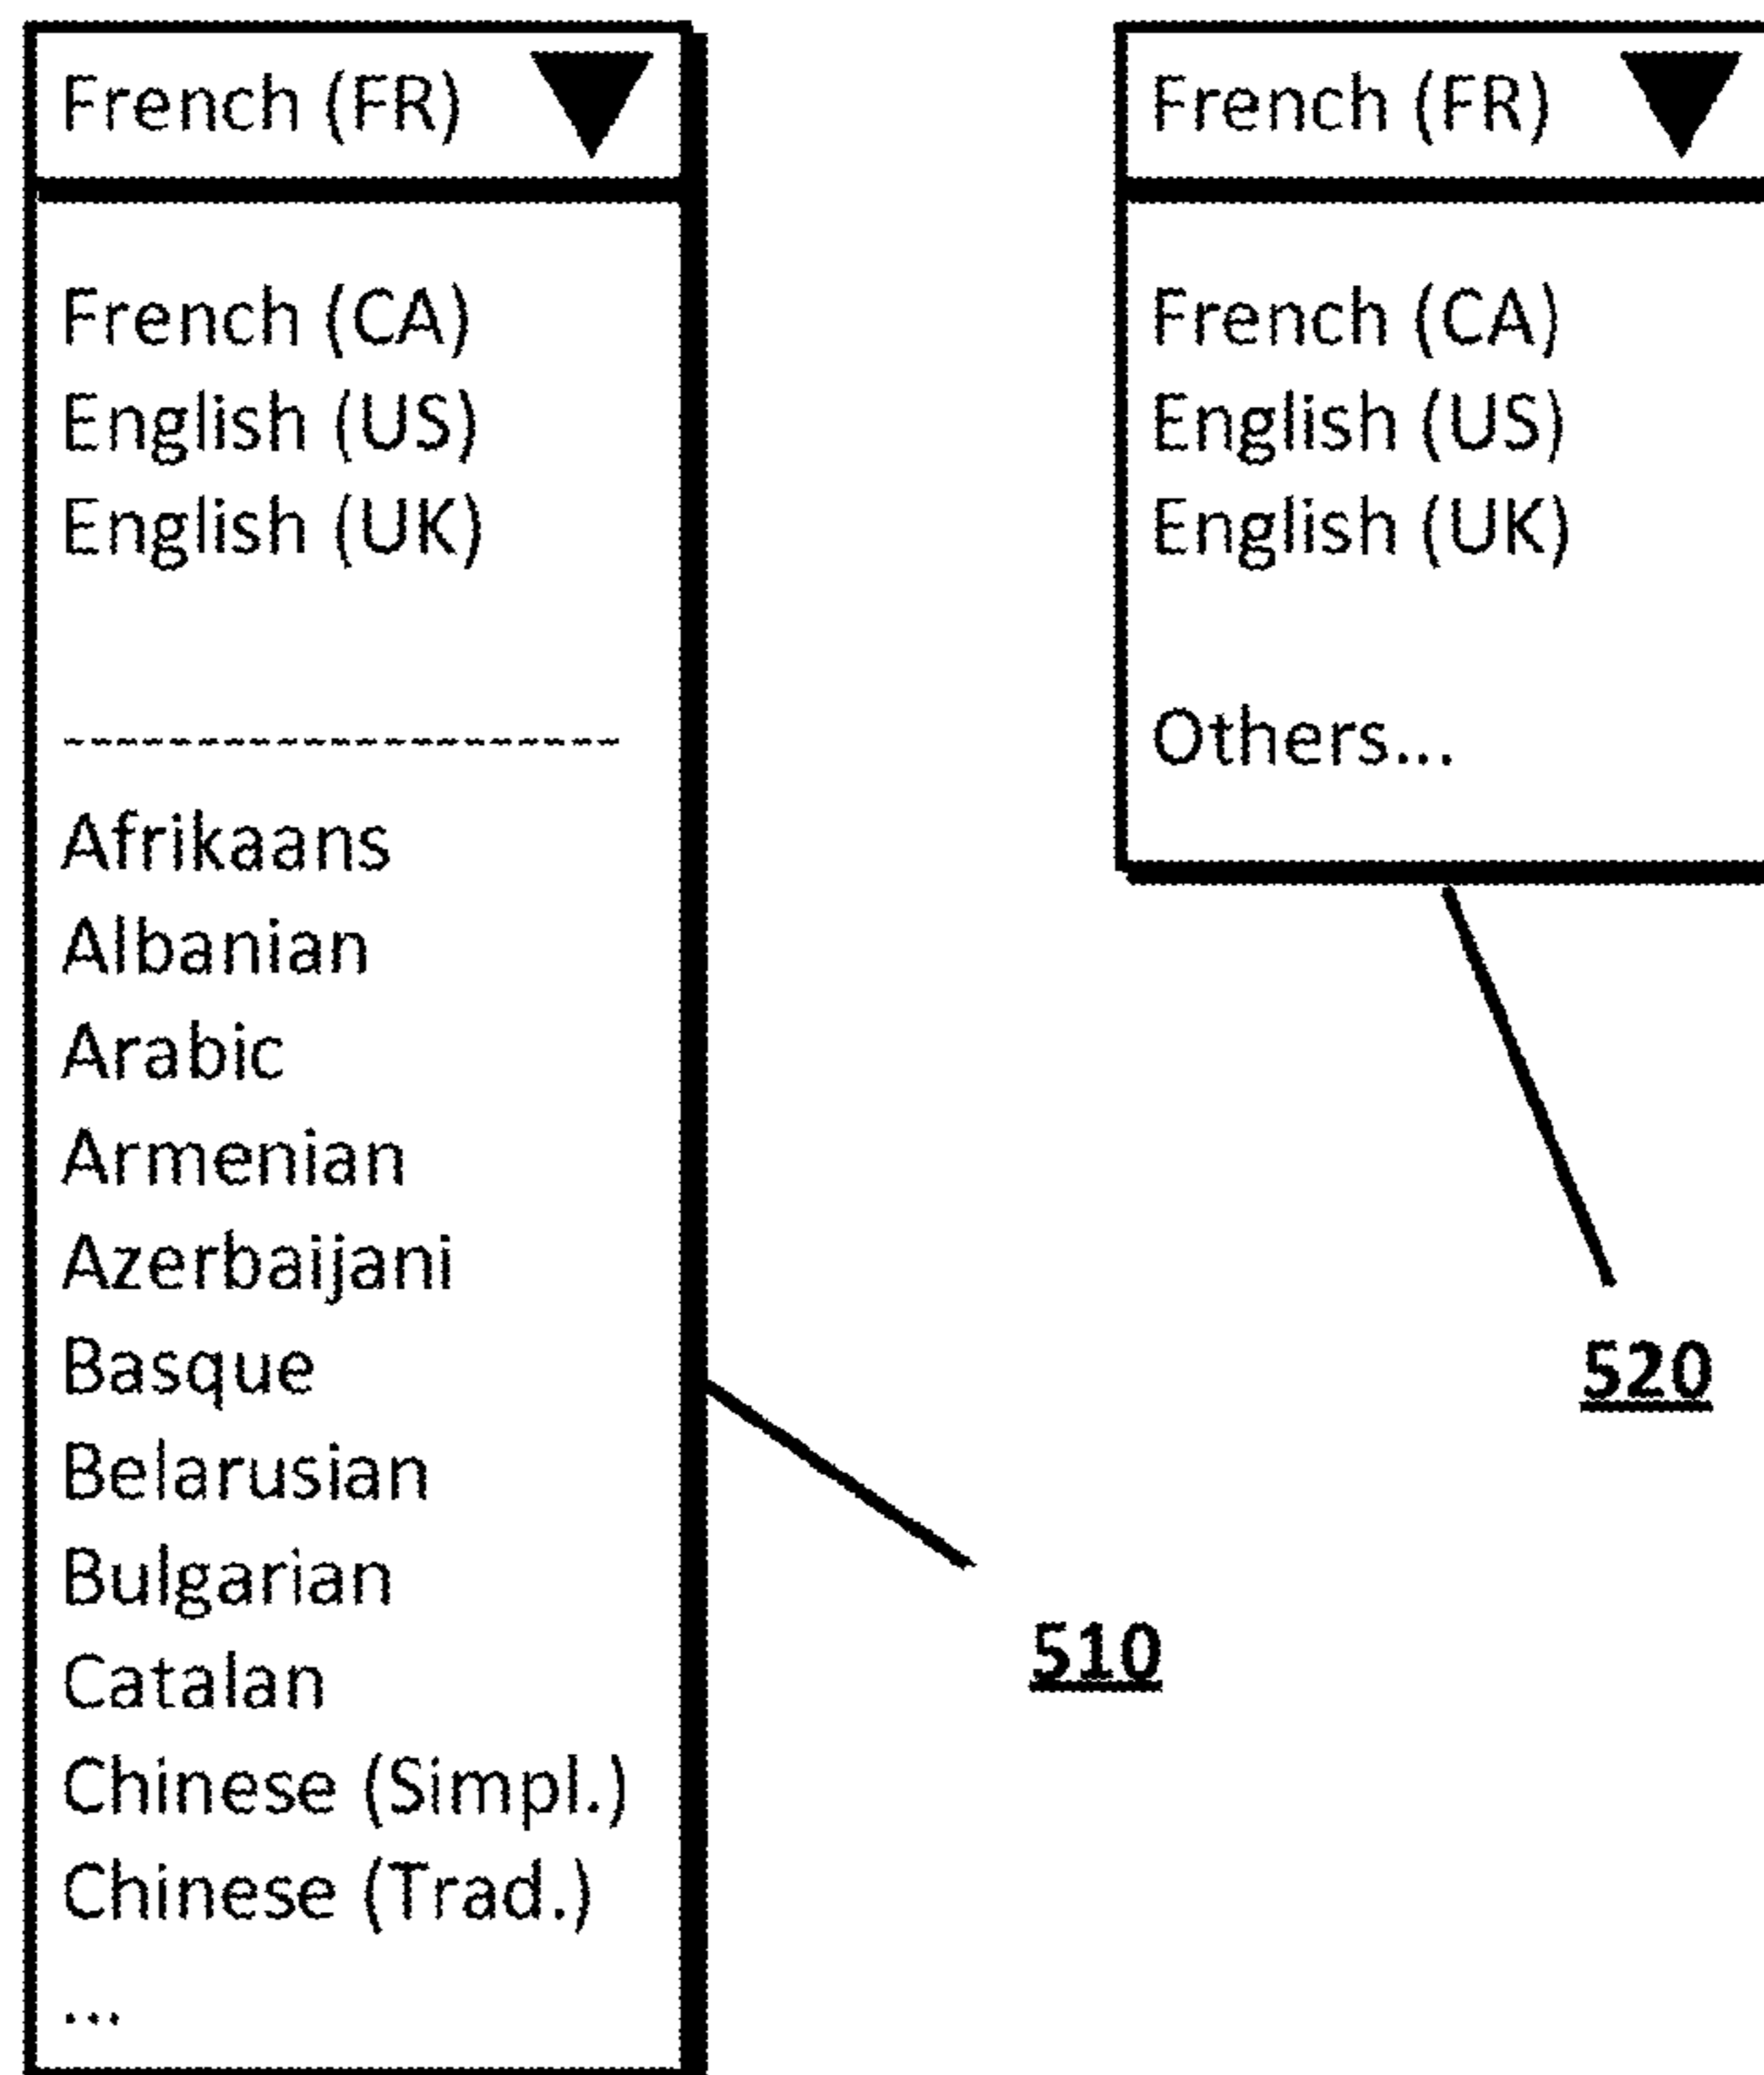 French (FR)
French (CA)
English (US)
English (UK)
----------------------
Afrikaans
Albanian
Arabic
Armenian
Azerbaijani
Basque
Belarusian
Bulgarian
Catalan
Chinese (Simpl.)
Chinese (Trad.)
...
510
French (FR)
French (CA)
English (US)
English (UK)
Others...
520